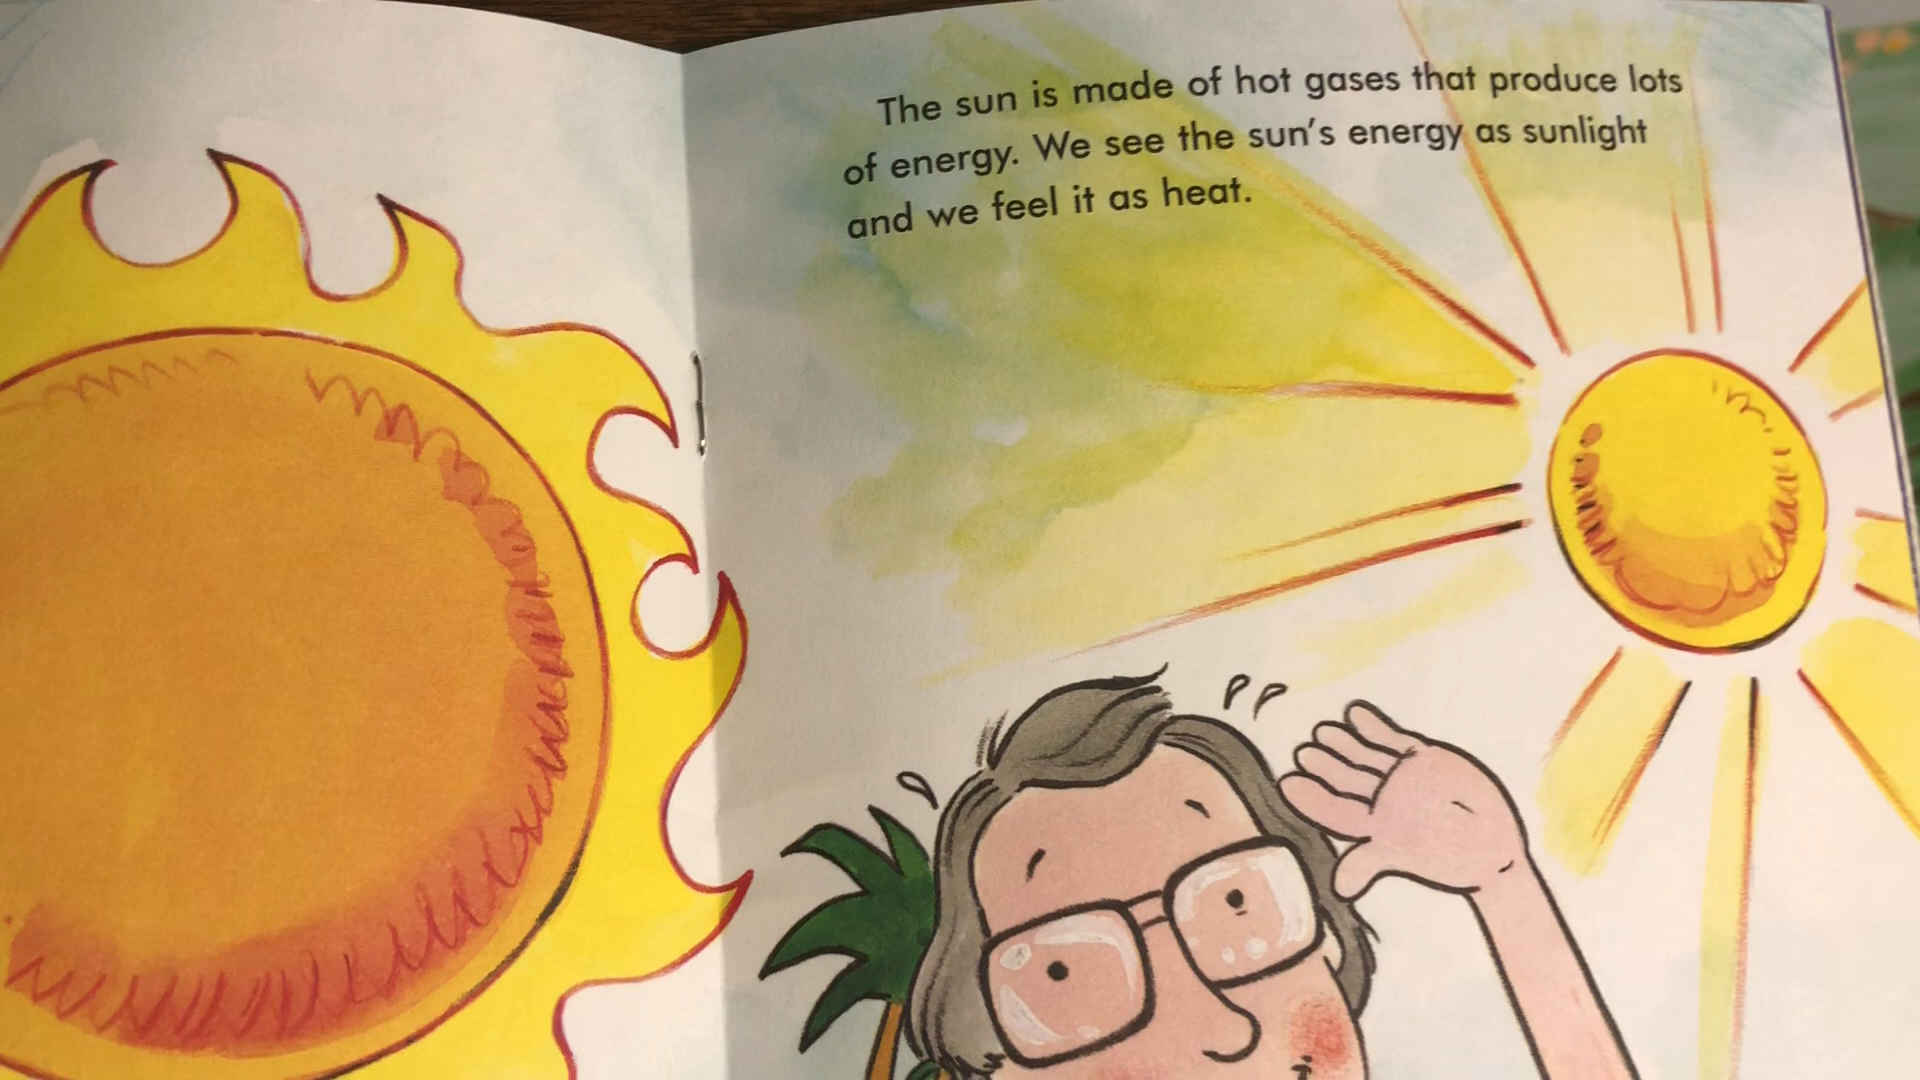 The sun is made of hot gases that produce lots
of energy. We see the sun's energy as sunlight
and we feel it as heat.